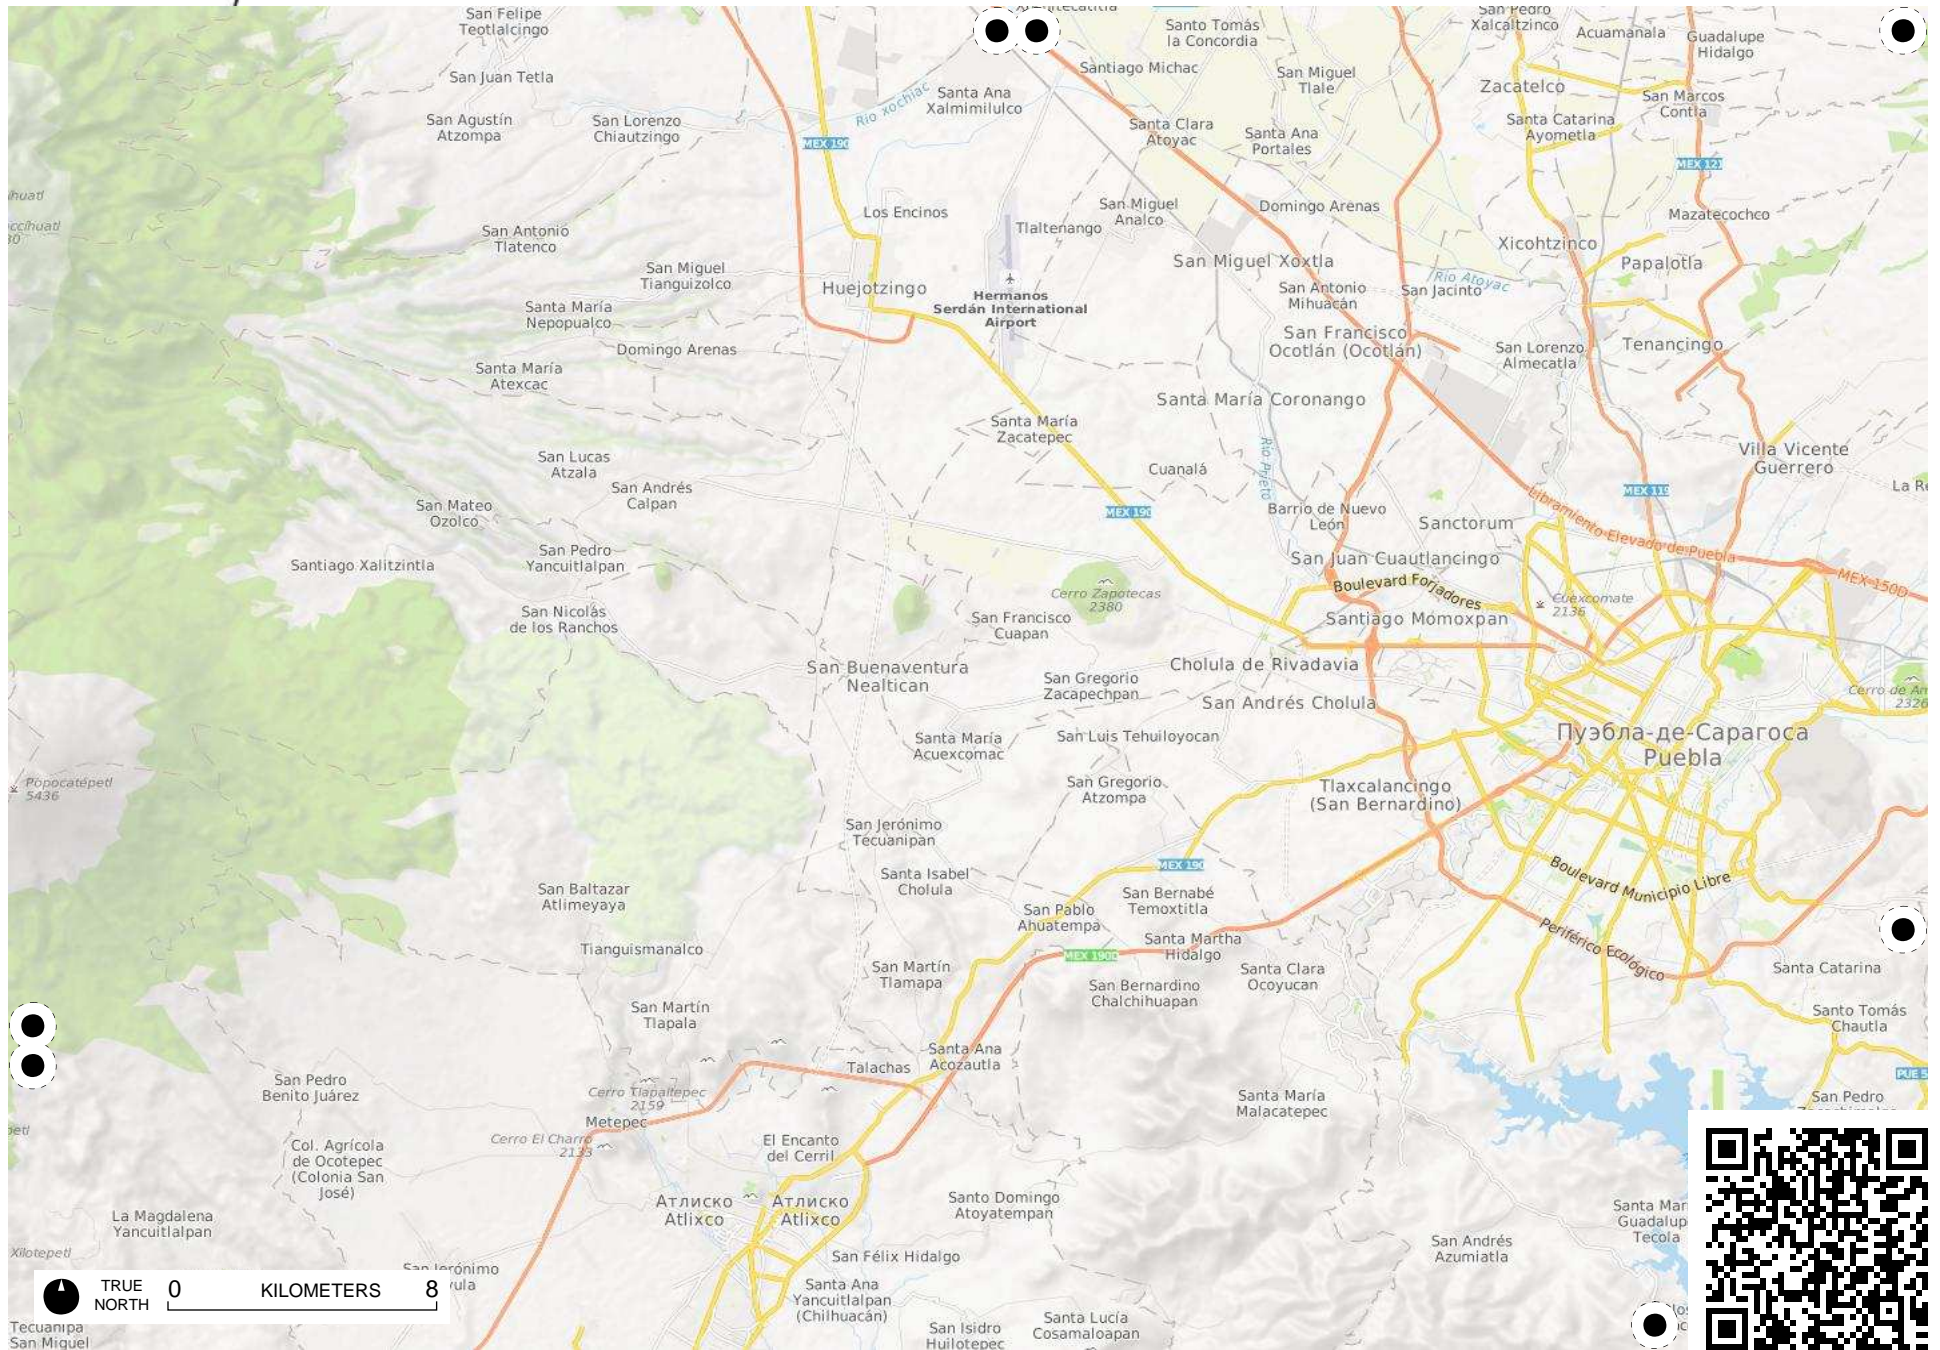 San Felipe
Teotlalcingo
Santo Tomás
la Concordia
San Pedro
Xalcaltzinco
Acuamanala
Guadalupe
Hidalgo
San Juan Tetla
Santiago Michac
San Miguel
Tlale
Zacatelco
San Marcos
Contla
Rio xochiac
Santa Ana
Xalmimilulco
San Agustín
Atzompa
San Lorenzo
Chiautzingo
MEX 190
Santa Clara
Atoyac
Santa Ana
Portales
Santa Catarina
Ayometla
MEX 121
Los Encinos
San Miguel
Analco
Domingo Arenas
Mazatecochco
San Antonio
Tlatenco
Tlaltenango
Xicohtzinco
Papalotla
San Miguel Xoxtla
San Miguel
Tianguizolco
Huejotzingo
Hermanos
Serdán International
Airport
San Antonio
Mihuacán
San Jacinto
Rio Atoyac
Santa María
Nepopualco
San Francisco
Ocotlán (Ocotlán)
San Lorenzo
Almecatla
Tenancingo
Domingo Arenas
Santa María
Atexcac
Santa María Coronango
Santa María
Zacatepec
Rio Prieto
Villa Vicente
Guerrero
San Lucas
Atzala
Cuanalá
San Andrés
Calpan
MEX 119
San Mateo
Ozolco
MEX 190
Barrio de Nuevo
León
Sanctorum
Libramiento Elevado de Puebla
San Pedro
Yancuitlalpan
Santiago Xalitzintla
San Juan Cuautlancingo
MEX 150D
Boulevard Forjadores
Cerro Zapotecas
2380
Cuexcomate
2136
San Nicolás
de los Ranchos
San Francisco
Cuapan
Santiago Momoxpan
San Buenaventura
Nealtican
Cholula de Rivadavia
San Gregorio
Zacapechpan
San Andrés Cholula
2326
Santa María
Acuexcomac
San Luis Tehuiloyocan
Пуэбла-де-Сарагоса
Puebla
Popocatépetl
5436
San Gregorio
Atzompa
Tlaxcalancingo
(San Bernardino)
San Jerónimo
Tecuanipan
MEX 190
Santa Isabel
Cholula
San Baltazar
Atlimeyaya
San Bernabé
Temoxtitla
Boulevard Municipio Libre
San Pablo
Ahuatempa
Tianguismanalco
MEX 190D
Santa Martha
Hidalgo
Periférico Ecológico
San Martín
Tlamapa
Santa Clara
Ocoyucan
Santa Catarina
San Bernardino
Chalchihuapan
San Martín
Tlapala
Santo Tomás
Chautla
Santa Ana
Acozautla
Talachas
San Pedro
Benito Juárez
Cerro Tlapaltepec
2159
Santa María
Malacatepec
San Pedro
Metepec
Cerro El Charro
2133
El Encanto
del Cerril
Col. Agrícola
de Ocotepec
(Colonia San
José)
Атлиско
Atlixco
Атлиско
Atlixco
Santo Domingo
Atoyatempan
La Magdalena
Yancuitlalpan
Guadalup
Tecola
San Andrés
Azumiatla
Xilotepetl
San Félix Hidalgo
San Jerónimo
Santa Ana
Yancuitlalpan
(Chilhuacán)
TRUE
NORTH
0 KILOMETERS 8
Tecuanipa
San Miguel
San Isidro
Huilotepec
Santa Lucía
Cosamaloapan